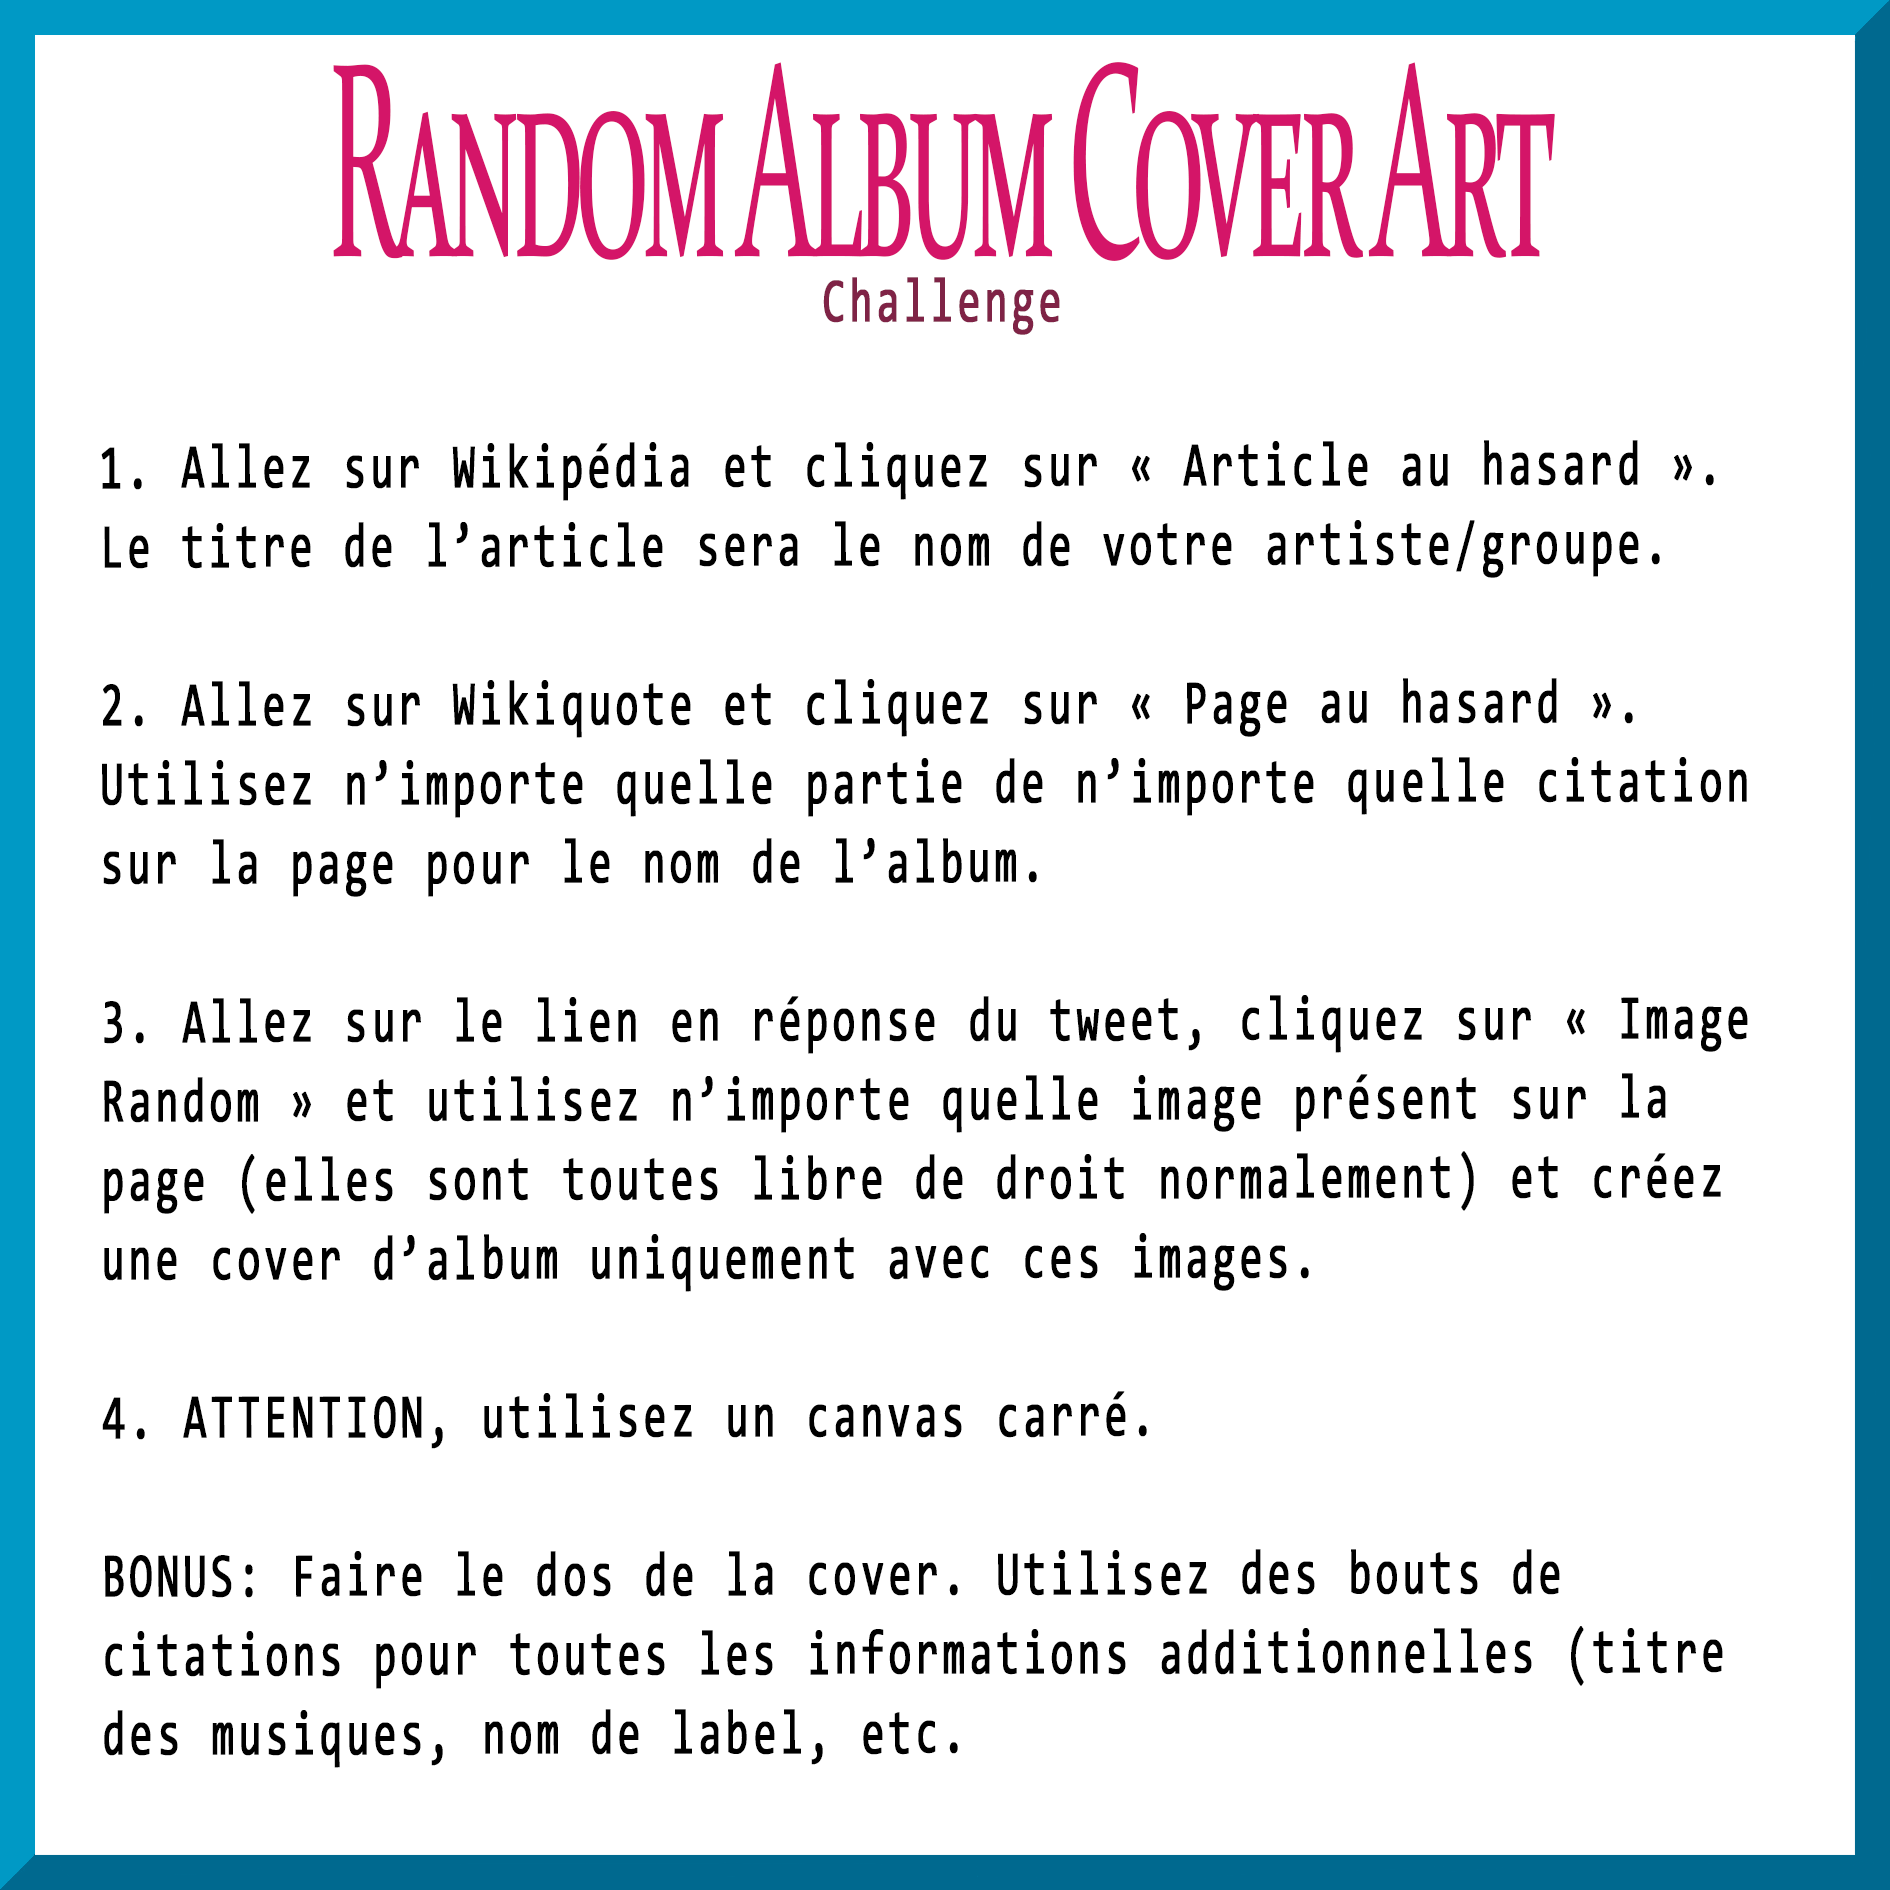 RANDOM ALBUM COVER ART
Challenge
1. Allez sur Wikipédia et cliquez sur « Article au hasard ».
Le titre de l’article sera le nom de votre artiste/groupe.
2. Allez sur Wikiquote et cliquez sur « Page au hasard ».
Utilisez n’importe quelle partie de n’importe quelle citation
sur la page pour le nom de l’album.
3. Allez sur le lien en réponse du tweet, cliquez sur « Image
Random » et utilisez n’importe quelle image présent sur la
page (elles sont toutes libre de droit normalement) et créez
une cover d’album uniquement avec ces images.
4. ATTENTION, utilisez un canvas carré.
BONUS: Faire le dos de la cover. Utilisez des bouts de
citations pour toutes les informations additionnelles (titre
des musiques, nom de label, etc.